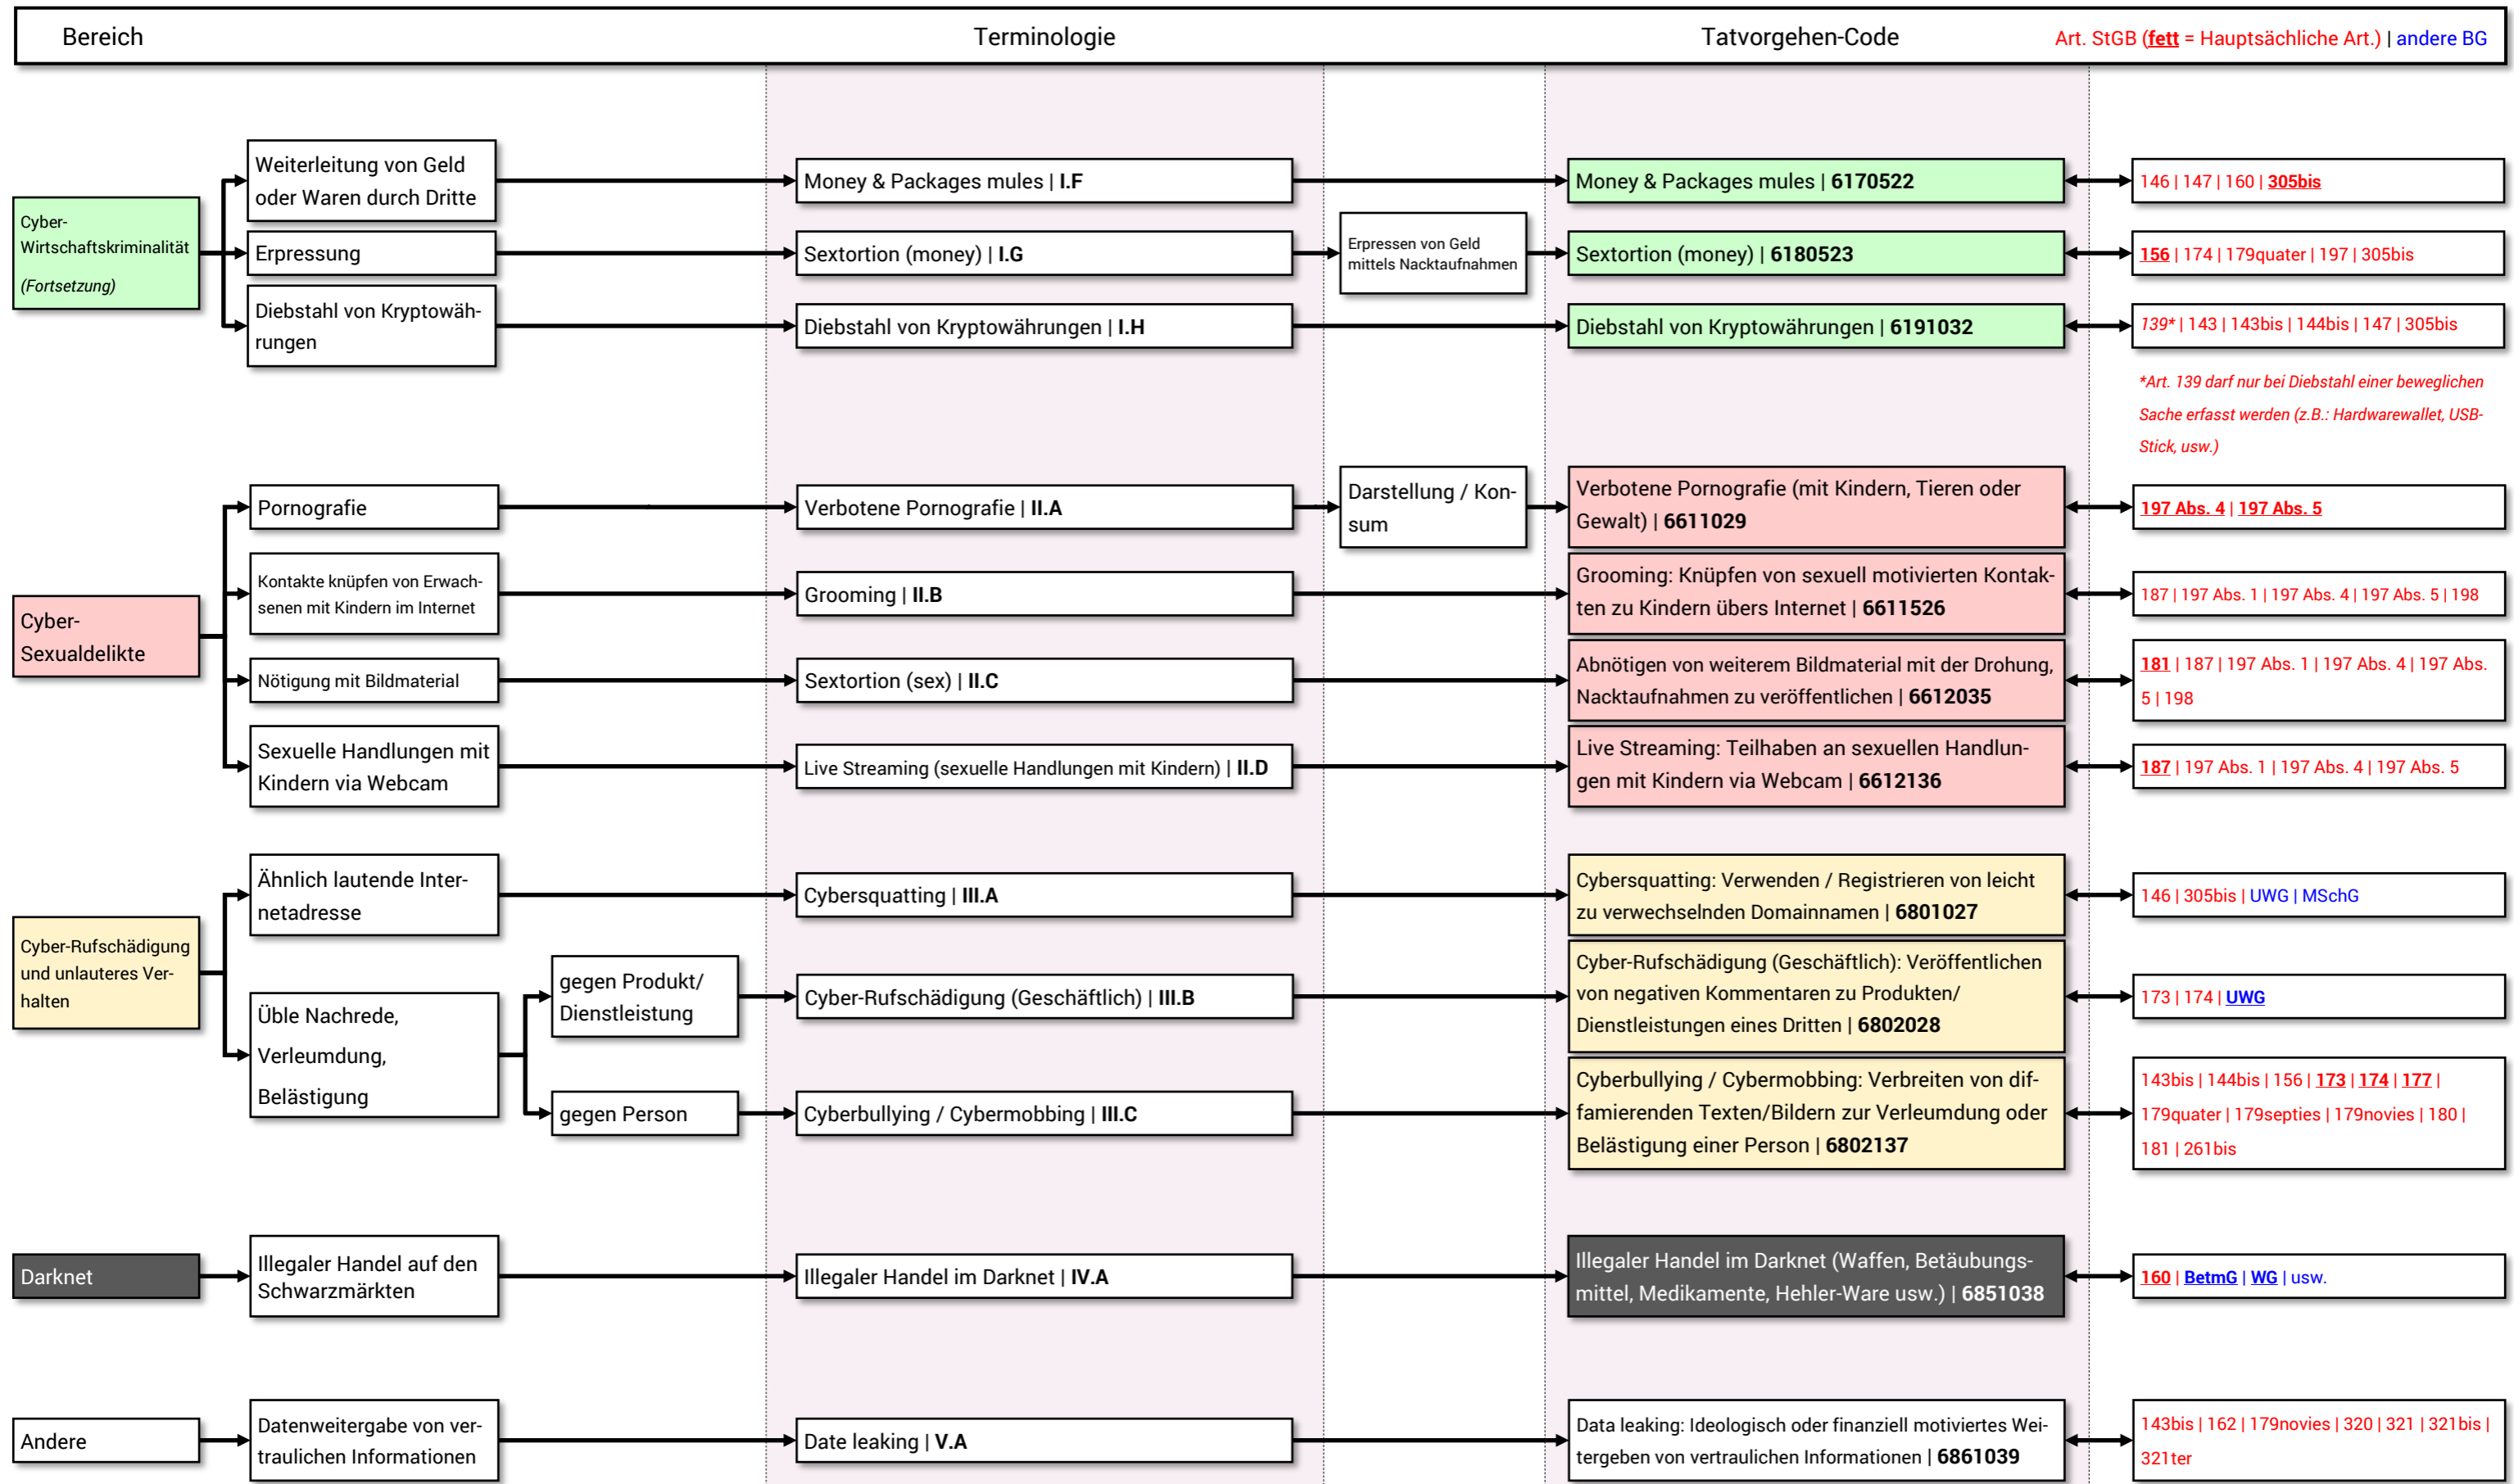 Bereich
Terminologie
Tatvorgehen-Code
Art. StGB (fett = Hauptsächliche Art.) | andere BG
Cyber-
Wirtschaftskriminalität
(Fortsetzung)
Weiterleitung von Geld
oder Waren durch Dritte
Money & Packages mules | I.F
Money & Packages mules | 6170522
146 | 147 | 160 | 305bis
Erpressung
Sextortion (money) | I.G
Erpressen von Geld
mittels Nacktaufnahmen
Sextortion (money) | 6180523
156 | 174 | 179quater | 197 | 305bis
Diebstahl von Kryptowäh-
rungen
Diebstahl von Kryptowährungen | I.H
Diebstahl von Kryptowährungen | 6191032
139* | 143 | 143bis | 144bis | 147 | 305bis
*Art. 139 darf nur bei Diebstahl einer beweglichen
Sache erfasst werden (z.B.: Hardwarewallet, USB-
Stick, usw.)
Cyber-
Sexualdelikte
Pornografie
Verbotene Pornografie | II.A
Darstellung / Kon-
sum
Verbotene Pornografie (mit Kindern, Tieren oder
Gewalt) | 6611029
197 Abs. 4 | 197 Abs. 5
Kontakte knüpfen von Erwach-
senen mit Kindern im Internet
Grooming | II.B
Grooming: Knüpfen von sexuell motivierten Kontak-
ten zu Kindern übers Internet | 6611526
187 | 197 Abs. 1 | 197 Abs. 4 | 197 Abs. 5 | 198
Nötigung mit Bildmaterial
Sextortion (sex) | II.C
Abnötigen von weiterem Bildmaterial mit der Drohung,
Nacktaufnahmen zu veröffentlichen | 6612035
181 | 187 | 197 Abs. 1 | 197 Abs. 4 | 197 Abs.
5 | 198
Sexuelle Handlungen mit
Kindern via Webcam
Live Streaming (sexuelle Handlungen mit Kindern) | II.D
Live Streaming: Teilhaben an sexuellen Handlun-
gen mit Kindern via Webcam | 6612136
187 | 197 Abs. 1 | 197 Abs. 4 | 197 Abs. 5
Cyber-Rufschädigung
und unlauteres Ver-
halten
Ähnlich lautende Inter-
netadresse
Cybersquatting | III.A
Cybersquatting: Verwenden / Registrieren von leicht
zu verwechselnden Domainnamen | 6801027
146 | 305bis | UWG | MSchG
Üble Nachrede,
Verleumdung,
Belästigung
gegen Produkt/
Dienstleistung
Cyber-Rufschädigung (Geschäftlich) | III.B
Cyber-Rufschädigung (Geschäftlich): Veröffentlichen
von negativen Kommentaren zu Produkten/
Dienstleistungen eines Dritten | 6802028
173 | 174 | UWG
gegen Person
Cyberbullying / Cybermobbing | III.C
Cyberbullying / Cybermobbing: Verbreiten von dif-
famierenden Texten/Bildern zur Verleumdung oder
Belästigung einer Person | 6802137
143bis | 144bis | 156 | 173 | 174 | 177 |
179quater | 179septies | 179novies | 180 |
181 | 261bis
Darknet
Illegaler Handel auf den
Schwarzmärkten
Illegaler Handel im Darknet | IV.A
Illegaler Handel im Darknet (Waffen, Betäubungs-
mittel, Medikamente, Hehler-Ware usw.) | 6851038
160 | BetmG | WG | usw.
Andere
Datenweitergabe von ver-
traulichen Informationen
Date leaking | V.A
Data leaking: Ideologisch oder finanziell motiviertes Wei-
tergeben von vertraulichen Informationen | 6861039
143bis | 162 | 179novies | 320 | 321 | 321bis |
321ter